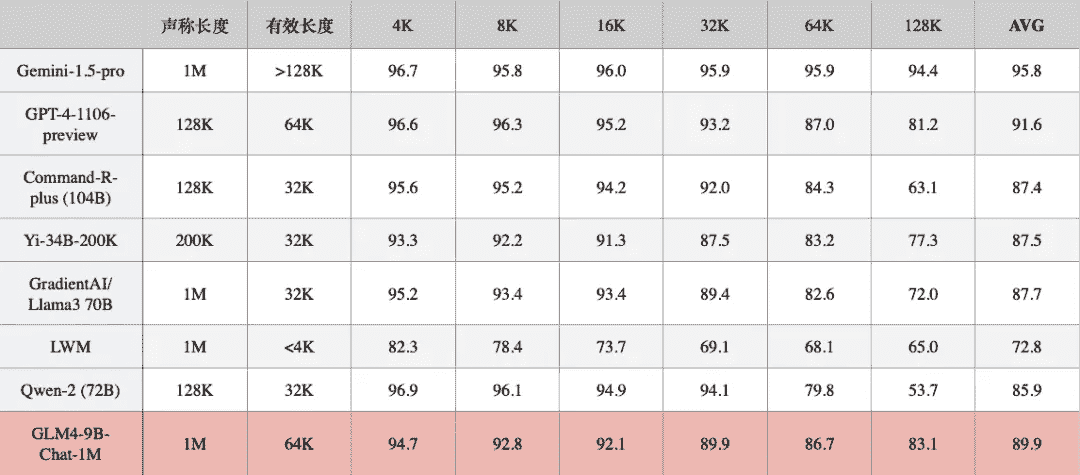 声称长度 有效长度 4K 8K 16K 32K 64K 128K AVG
Gemini-1.5-pro 1M >128K 96.7 95.8 96.0 95.9 95.9 94.4 95.8
GPT-4-1106-
preview 128K 64K 96.6 96.3 95.2 93.2 87.0 81.2 91.6
Command-R-
plus (104B) 128K 32K 95.6 95.2 94.2 92.0 84.3 63.1 87.4
Yi-34B-200K 200K 32K 93.3 92.2 91.3 87.5 83.2 77.3 87.5
GradientAI/
Llama3 70B 1M 32K 95.2 93.4 93.4 89.4 82.6 72.0 87.7
LWM 1M <4K 82.3 78.4 73.7 69.1 68.1 65.0 72.8
Qwen-2 (72B) 128K 32K 96.9 96.1 94.9 94.1 79.8 53.7 85.9
GLM4-9B-
Chat-1M 1M 64K 94.7 92.8 92.1 89.9 86.7 83.1 89.9